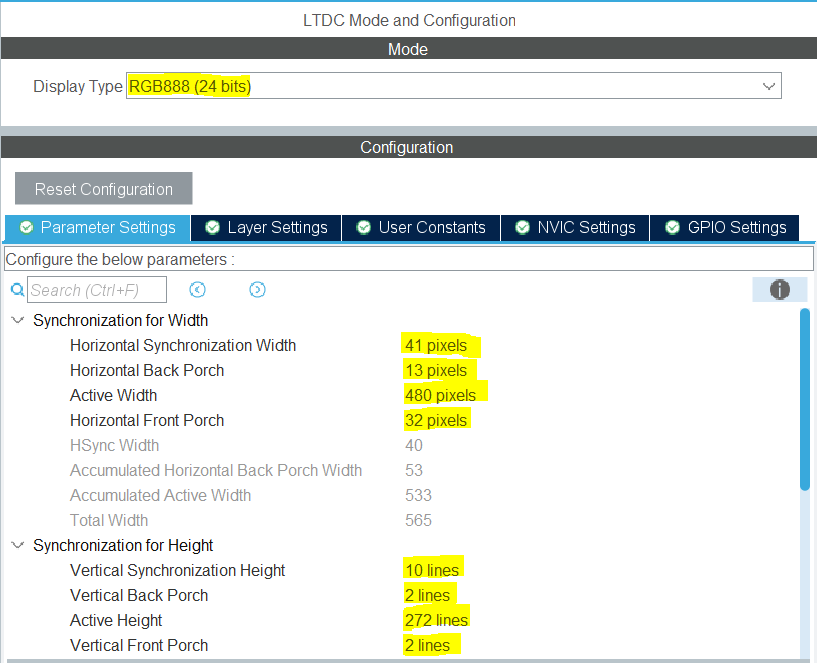 LTDC Mode and Configuration
Mode
Display Type RGB888 (24 bits)
Configuration
Reset Configuration
Parameter Settings Layer Settings User Constants NVIC Settings GPIO Settings
Configure the below parameters :
Search (Ctrl+F)
Synchronization for Width
Horizontal Synchronization Width 41 pixels
Horizontal Back Porch 13 pixels
Active Width 480 pixels
Horizontal Front Porch 32 pixels
HSync Width 40
Accumulated Horizontal Back Porch Width 53
Accumulated Active Width 533
Total Width 565
Synchronization for Height
Vertical Synchronization Height 10 lines
Vertical Back Porch 2 lines
Active Height 272 lines
Vertical Front Porch 2 lines